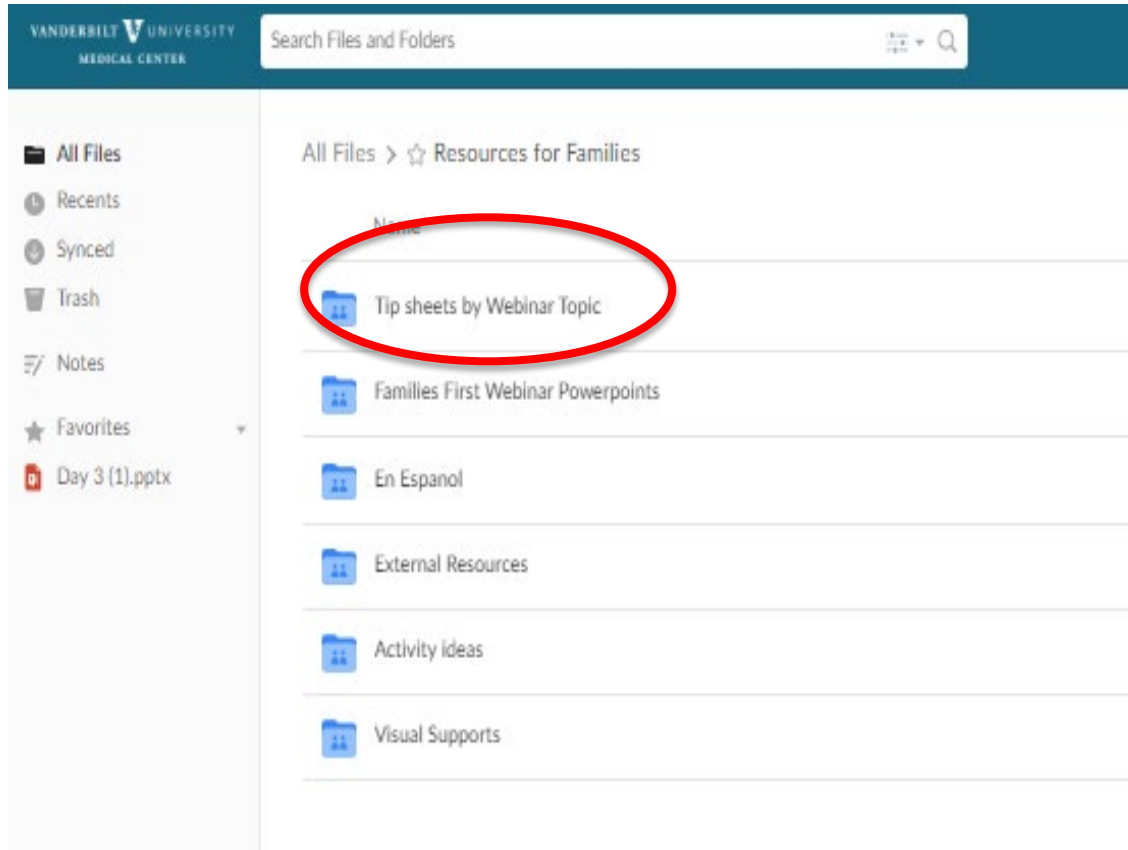 VANDERBILT V UNIVERSITY
MEDICAL CENTER
Search Files and Folders
All Files
Recents
Synced
Trash
Notes
Favorites
Day 3 (1).pptx
All Files > ☆ Resources for Families
Name
Tip sheets by Webinar Topic
Families First Webinar Powerpoints
En Espanol
External Resources
Activity ideas
Visual Supports